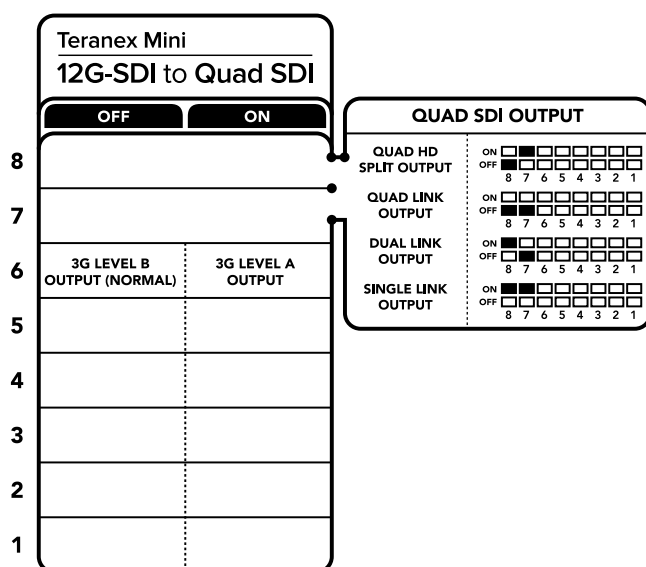 Teranex Mini
12G-SDI to Quad SDI
OFF ON
8
7
6 3G LEVEL B OUTPUT (NORMAL) 3G LEVEL A OUTPUT
5
4
3
2
1
QUAD SDI OUTPUT
QUAD HD
SPLIT OUTPUT
ON
OFF
8 7 6 5 4 3 2 1
QUAD LINK
OUTPUT
ON
OFF
8 7 6 5 4 3 2 1
DUAL LINK
OUTPUT
ON
OFF
8 7 6 5 4 3 2 1
SINGLE LINK
OUTPUT
ON
OFF
8 7 6 5 4 3 2 1